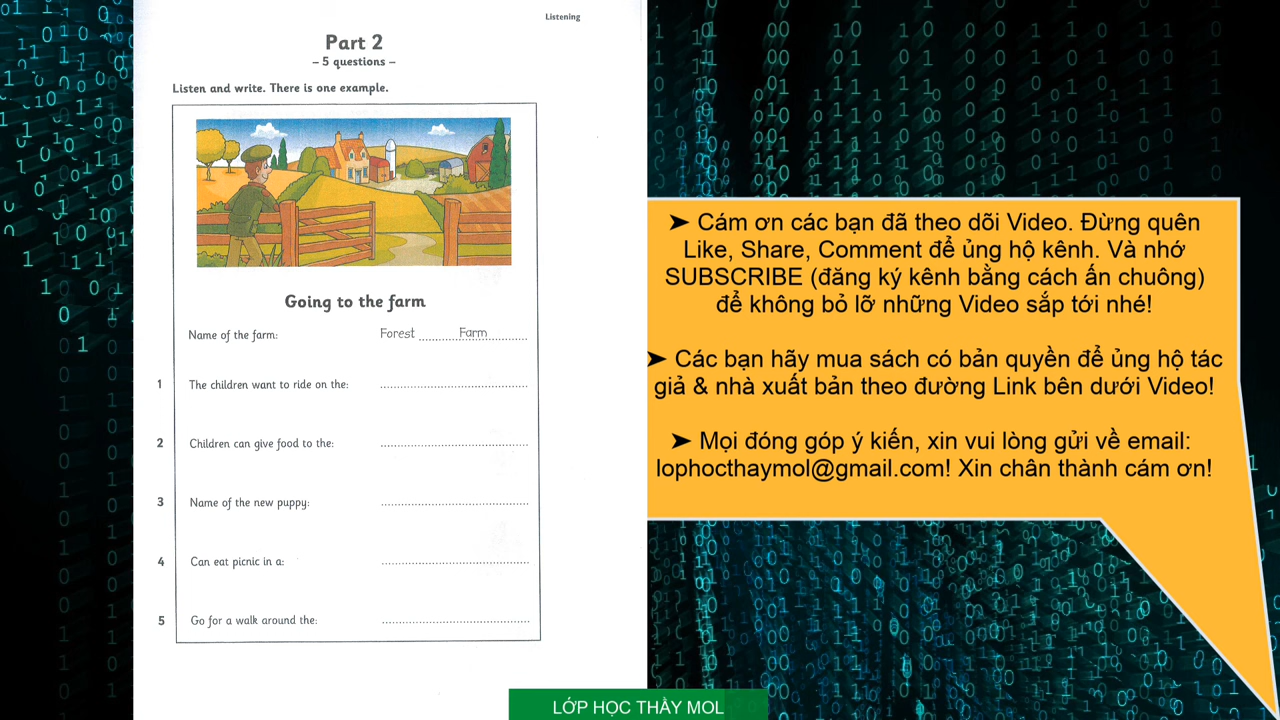 Listening
Part 2
– 5 questions –
Listen and write. There is one example.
Going to the farm
Name of the farm: Forest Farm
1 The children want to ride on the:
2 Children can give food to the:
3 Name of the new puppy:
4 Can eat picnic in a:
5 Go for a walk around the:
➤ Cám ơn các bạn đã theo dõi Video. Đừng quên
Like, Share, Comment để ủng hộ kênh. Và nhớ
SUBSCRIBE (đăng ký kênh bằng cách ấn chuông)
để không bỏ lỡ những Video sắp tới nhé!
➤ Các bạn hãy mua sách có bản quyền để ủng hộ tác
giả & nhà xuất bản theo đường Link bên dưới Video!
➤ Mọi đóng góp ý kiến, xin vui lòng gửi về email:
lophocthaymol@gmail.com! Xin chân thành cám ơn!
LỚP HỌC THẦY MOL